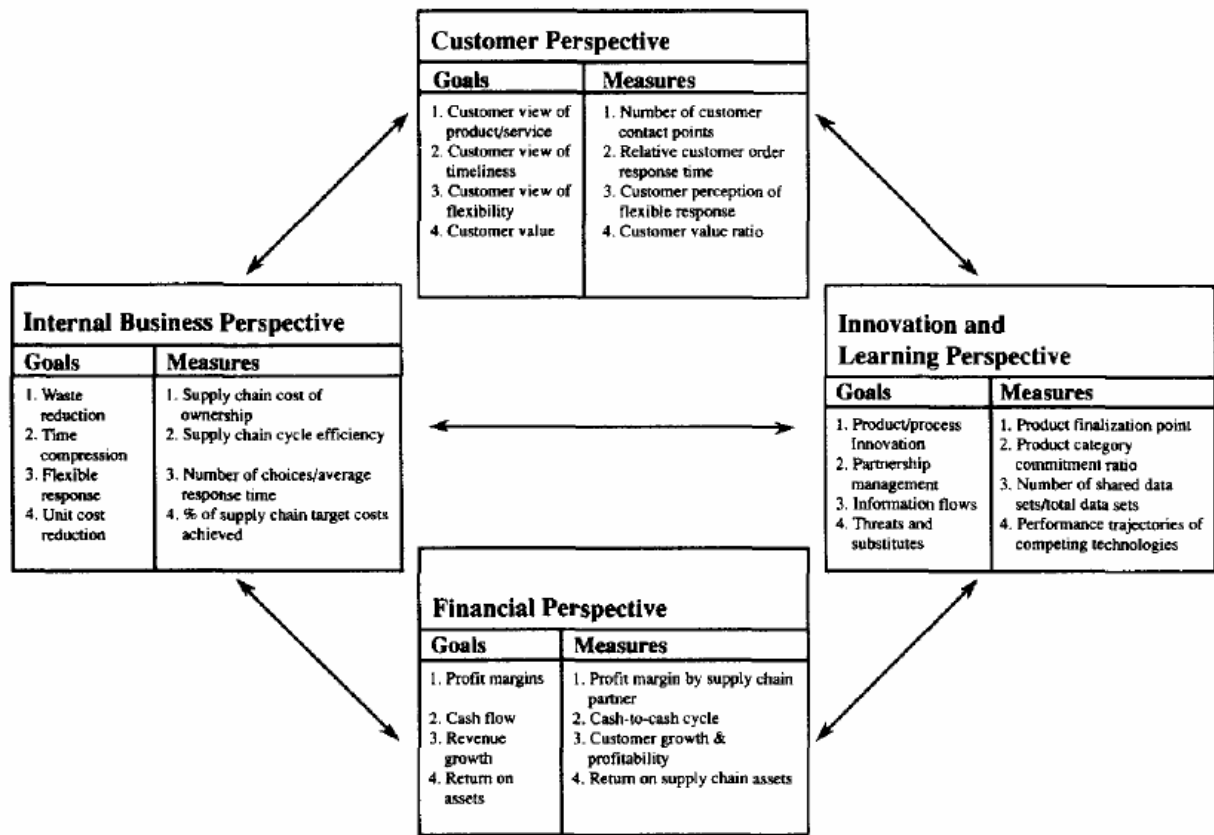 Customer Perspective
Goals
Measures
1. Customer view of
product/service
2. Customer view of
timeliness
3. Customer view of
flexibility
4. Customer value
1. Number of customer
contact points
2. Relative customer order
response time
3. Customer perception of
flexible response
4. Customer value ratio
Internal Business Perspective
Goals
Measures
1. Waste
reduction
2. Time
compression
3. Flexible
response
4. Unit cost
reduction
1. Supply chain cost of
ownership
2. Supply chain cycle efficiency
3. Number of choices/average
response time
4. % of supply chain target costs
achieved
Innovation and
Learning Perspective
Goals
Measures
1. Product/process
Innovation
2. Partnership
management
3. Information flows
4. Threats and
substitutes
1. Product finalization point
2. Product category
commitment ratio
3. Number of shared data
sets/total data sets
4. Performance trajectories of
competing technologies
Financial Perspective
Goals
Measures
1. Profit margins
2. Cash flow
3. Revenue
growth
4. Return on
assets
1. Profit margin by supply chain
partner
2. Cash-to-cash cycle
3. Customer growth &
profitability
4. Return on supply chain assets